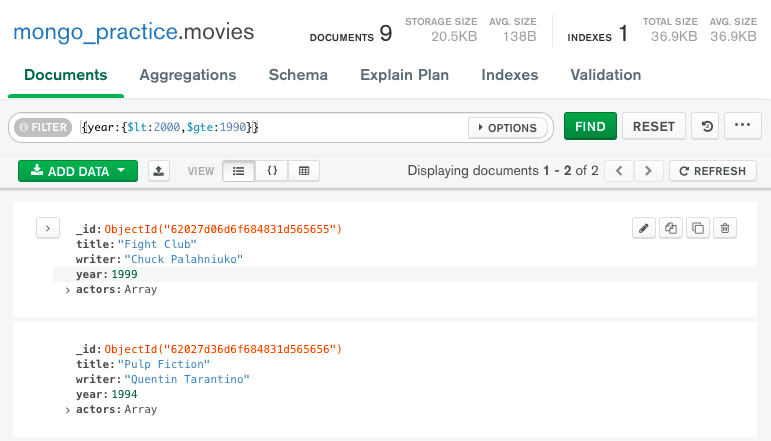 mongo_practice.movies
DOCUMENTS 9
STORAGE SIZE 20.5KB
AVG. SIZE 138B
INDEXES 1
TOTAL SIZE 36.9KB
AVG. SIZE 36.9KB
Documents Aggregations Schema Explain Plan Indexes Validation
FILTER {year:{$lt:2000,$gte:1990}} OPTIONS FIND RESET ...
ADD DATA VIEW {} Displaying documents 1 - 2 of 2 < > REFRESH
_id:ObjectId("62027d06d6f684831d565655")
title:"Fight Club"
writer:"Chuck Palahniuko"
year:1999
> actors:Array
_id:ObjectId("62027d36d6f684831d565656")
title:"Pulp Fiction"
writer:"Quentin Tarantino"
year:1994
> actors:Array